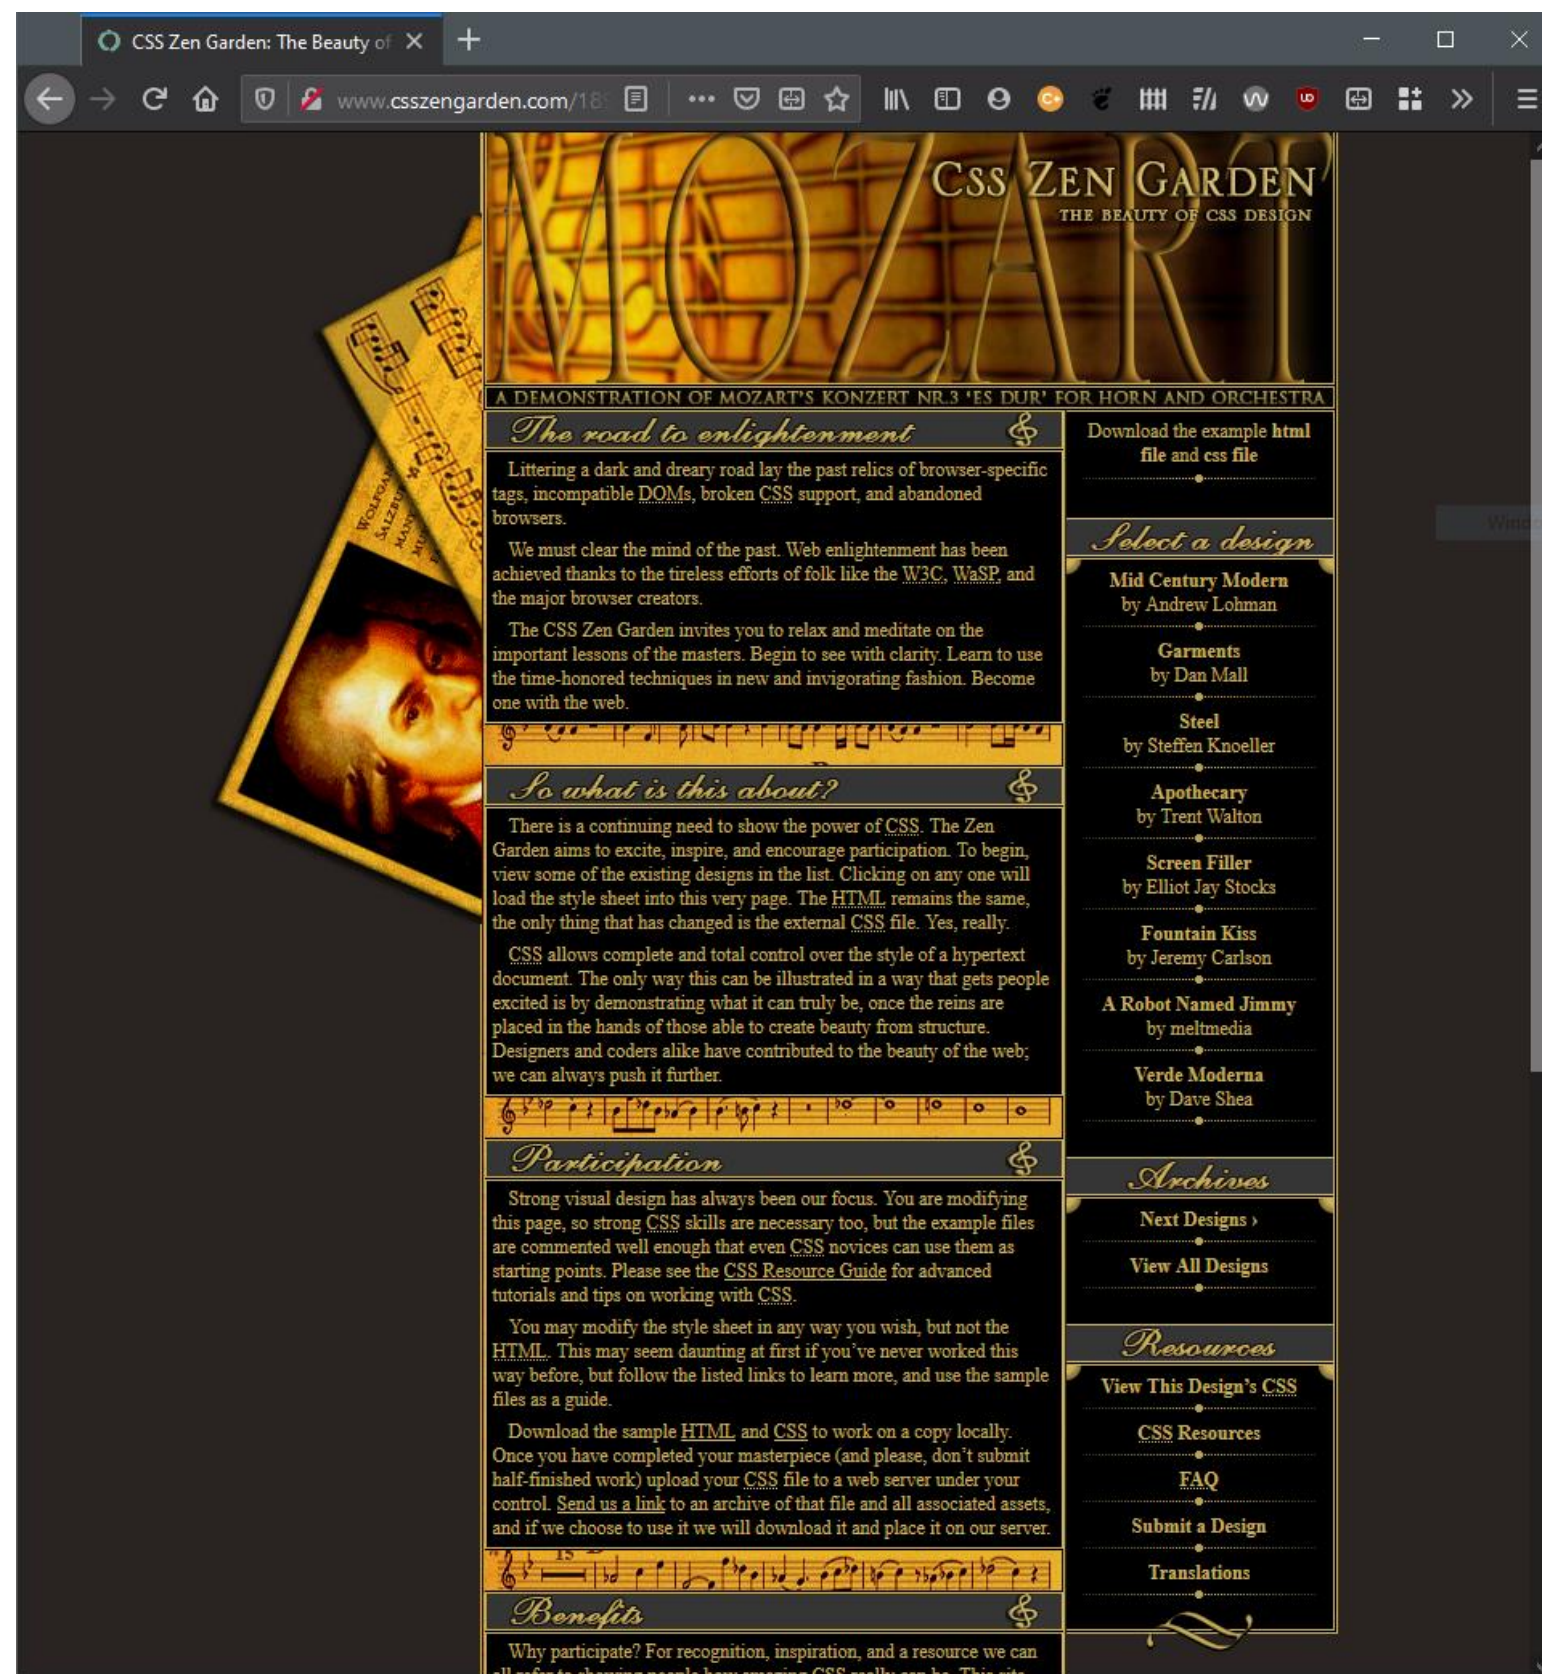 CSS Zen Garden: The Beauty of
www.csszengarden.com/189
MOZART
CSS ZEN GARDEN
THE BEAUTY OF CSS DESIGN
A DEMONSTRATION OF MOZART'S KONZERT NR.3 'ES DUR' FOR HORN AND ORCHESTRA
The road to enlightenment
Littering a dark and dreary road lay the past relics of browser-specific
tags, incompatible DOMs, broken CSS support, and abandoned
browsers.
We must clear the mind of the past. Web enlightenment has been
achieved thanks to the tireless efforts of folk like the W3C, WaSP, and
the major browser creators.
The CSS Zen Garden invites you to relax and meditate on the
important lessons of the masters. Begin to see with clarity. Learn to use
the time-honored techniques in new and invigorating fashion. Become
one with the web.
So what is this about?
There is a continuing need to show the power of CSS. The Zen
Garden aims to excite, inspire, and encourage participation. To begin,
view some of the existing designs in the list. Clicking on any one will
load the style sheet into this very page. The HTML remains the same,
the only thing that has changed is the external CSS file. Yes, really.
CSS allows complete and total control over the style of a hypertext
document. The only way this can be illustrated in a way that gets people
excited is by demonstrating what it can truly be, once the reins are
placed in the hands of those able to create beauty from structure.
Designers and coders alike have contributed to the beauty of the web;
we can always push it further.
Participation
Strong visual design has always been our focus. You are modifying
this page, so strong CSS skills are necessary too, but the example files
are commented well enough that even CSS novices can use them as
starting points. Please see the CSS Resource Guide for advanced
tutorials and tips on working with CSS.
You may modify the style sheet in any way you wish, but not the
HTML. This may seem daunting at first if you've never worked this
way before, but follow the listed links to learn more, and use the sample
files as a guide.
Download the sample HTML and CSS to work on a copy locally.
Once you have completed your masterpiece (and please, don't submit
half-finished work) upload your CSS file to a web server under your
control. Send us a link to an archive of that file and all associated assets,
and if we choose to use it we will download it and place it on our server.
15
Benefits
Why participate? For recognition, inspiration, and a resource we can
Download the example html
file and css file
Select a design
Mid Century Modern
by Andrew Lohman
Garments
by Dan Mall
Steel
by Steffen Knoeller
Apothecary
by Trent Walton
Screen Filler
by Elliot Jay Stocks
Fountain Kiss
by Jeremy Carlson
A Robot Named Jimmy
by meltmedia
Verde Moderna
by Dave Shea
Archives
Next Designs ›
View All Designs
Resources
View This Design's CSS
CSS Resources
FAQ
Submit a Design
Translations